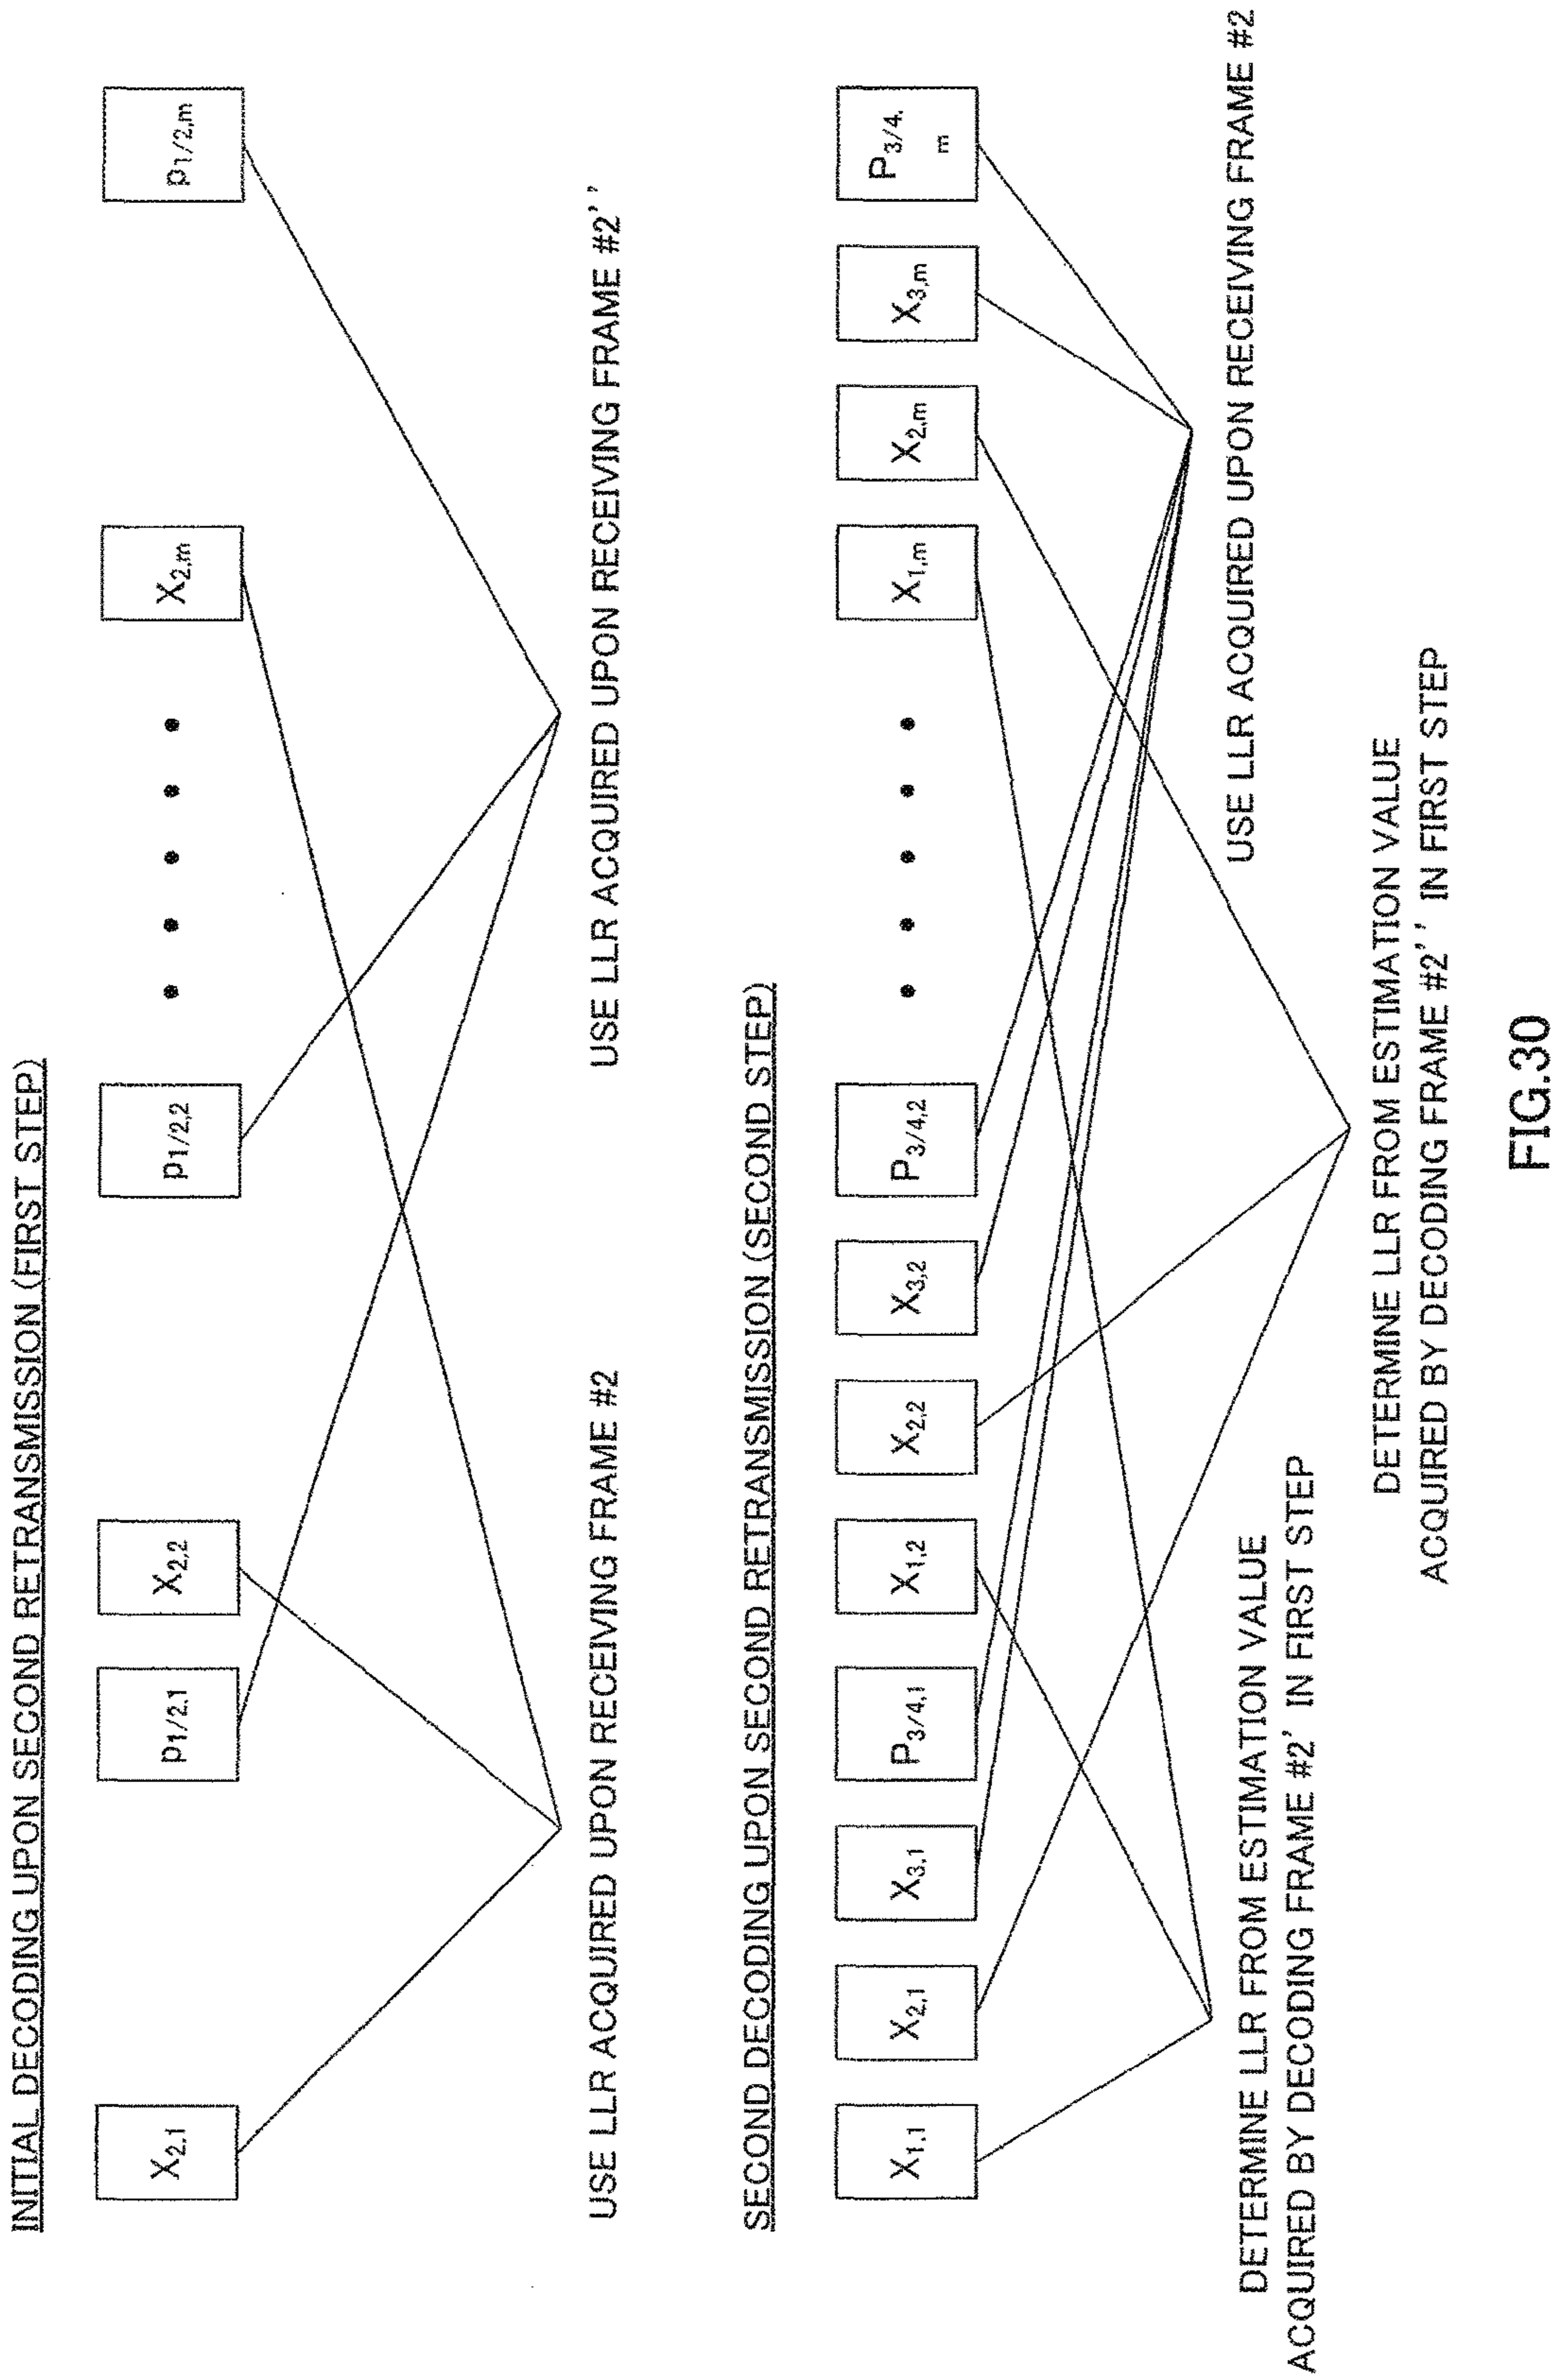 INITIAL DECODING UPON SECOND RETRANSMISSION (FIRST STEP)
X2,1 p1/2,1 X2,2 p1/2,2 • • • • • X2,m p1/2,m
USE LLR ACQUIRED UPON RECEIVING FRAME #2 USE LLR ACQUIRED UPON RECEIVING FRAME #2''
SECOND DECODING UPON SECOND RETRANSMISSION (SECOND STEP)
X1,1 X2,1 X3,1 P3/4,1 X1,2 X2,2 X3,2 P3/4,2 • • • • • X1,m X2,m X3,m P3/4,
m
USE LLR ACQUIRED UPON RECEIVING FRAME #2
DETERMINE LLR FROM ESTIMATION VALUE
ACQUIRED BY DECODING FRAME #2' IN FIRST STEP
DETERMINE LLR FROM ESTIMATION VALUE
ACQUIRED BY DECODING FRAME #2'' IN FIRST STEP
FIG.30